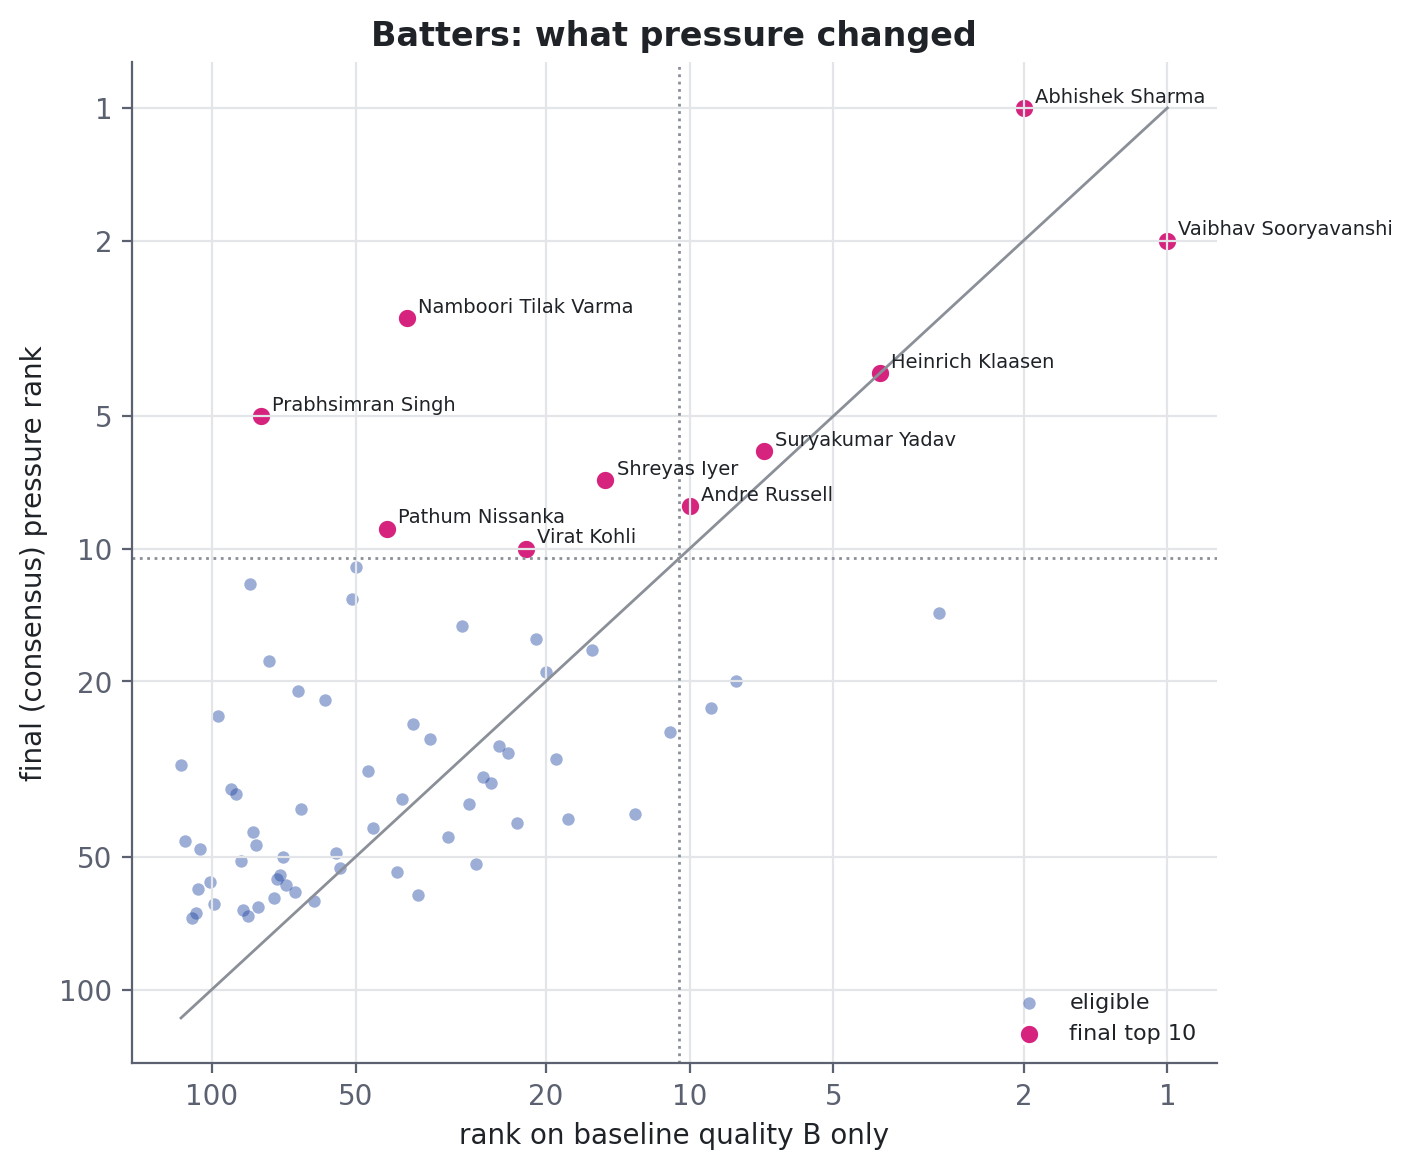 Batters: what pressure changed
final (consensus) pressure rank
1
2
5
10
20
50
100
Abhishek Sharma
Vaibhav Sooryavanshi
Namboori Tilak Varma
Heinrich Klaasen
Prabhsimran Singh
Suryakumar Yadav
Shreyas Iyer
Andre Russell
Pathum Nissanka
Virat Kohli
eligible
final top 10
100
50
20
10
5
2
1
rank on baseline quality B only